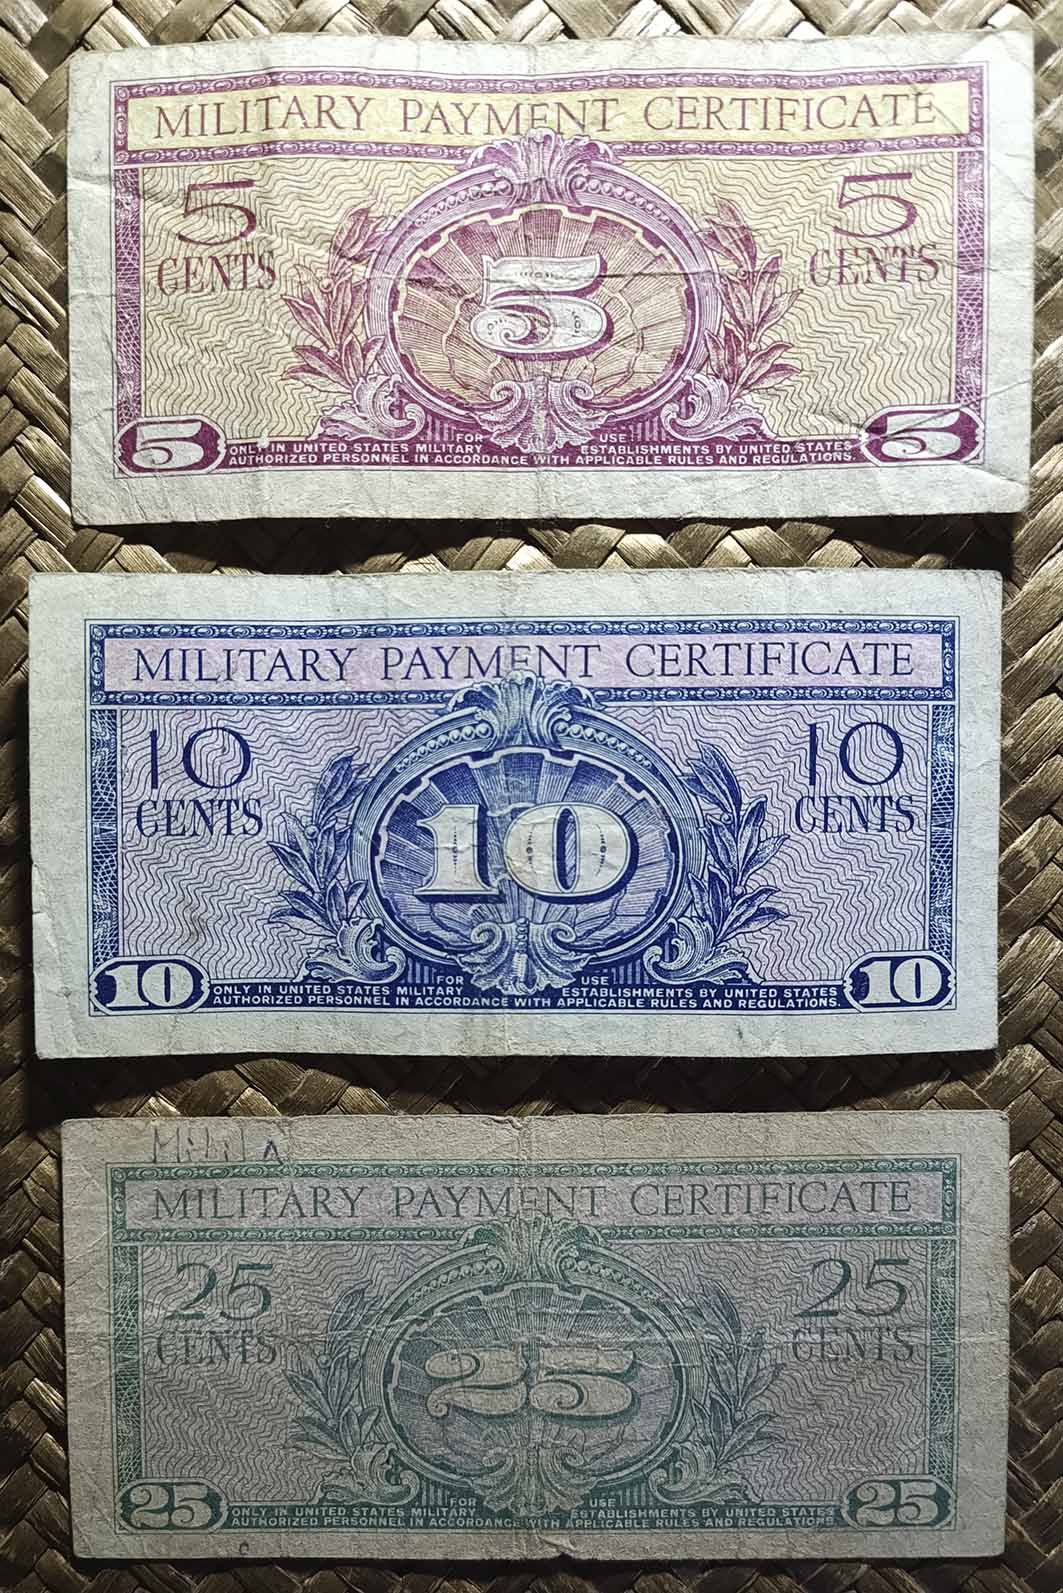 MILITARY PAYMENT CERTIFICATE
5 5
CENTS CENTS
5
5 5
FOR USE
ONLY IN UNITED STATES MILITARY ESTABLISHMENTS BY UNITED STATES
AUTHORIZED PERSONNEL IN ACCORDANCE WITH APPLICABLE RULES AND REGULATIONS.
MILITARY PAYMENT CERTIFICATE
10 10
CENTS CENTS
10
10 10
FOR USE
ONLY IN UNITED STATES MILITARY ESTABLISHMENTS BY UNITED STATES
AUTHORIZED PERSONNEL IN ACCORDANCE WITH APPLICABLE RULES AND REGULATIONS.
MILITARY PAYMENT CERTIFICATE
25 25
CENTS CENTS
25
25 25
FOR USE
ONLY IN UNITED STATES MILITARY ESTABLISHMENTS BY UNITED STATES
AUTHORIZED PERSONNEL IN ACCORDANCE WITH APPLICABLE RULES AND REGULATIONS.